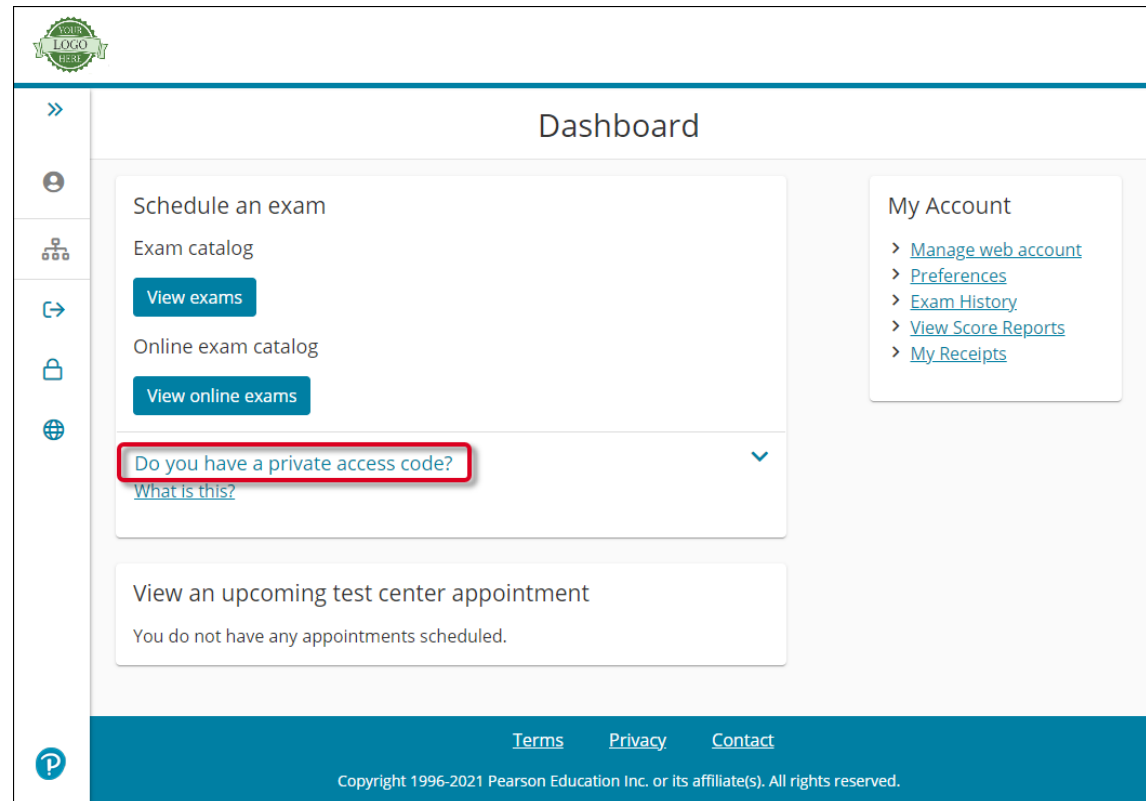 YOUR
LOGO
HERE
Dashboard
Schedule an exam
Exam catalog
View exams
Online exam catalog
View online exams
Do you have a private access code?
What is this?
View an upcoming test center appointment
You do not have any appointments scheduled.
My Account
Manage web account
Preferences
Exam History
View Score Reports
My Receipts
Terms Privacy Contact
Copyright 1996-2021 Pearson Education Inc. or its affiliate(s). All rights reserved.